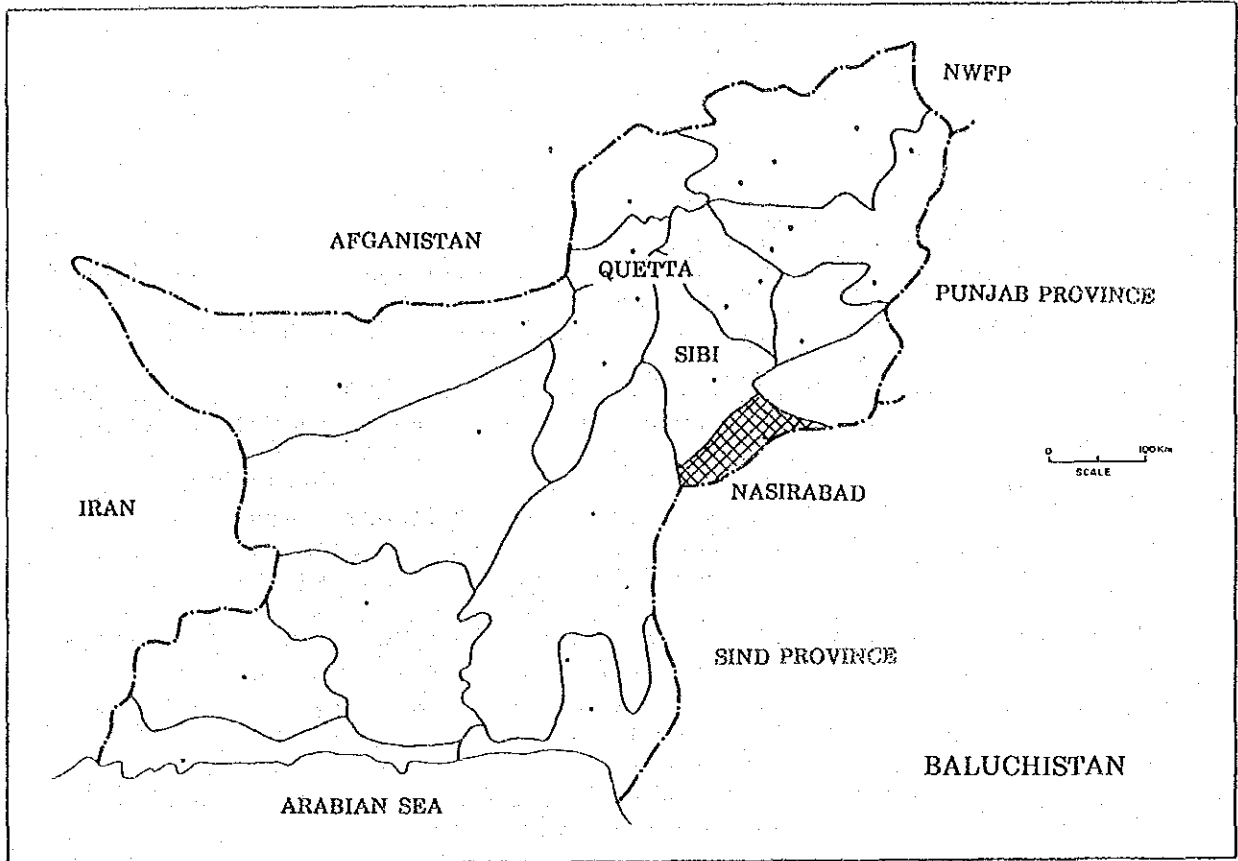 NWFP
AFGANISTAN
QUETTA
PUNJAB PROVINCE
SIBI
0 100Km
SCALE
NASIRABAD
IRAN
SIND PROVINCE
BALUCHISTAN
ARABIAN SEA